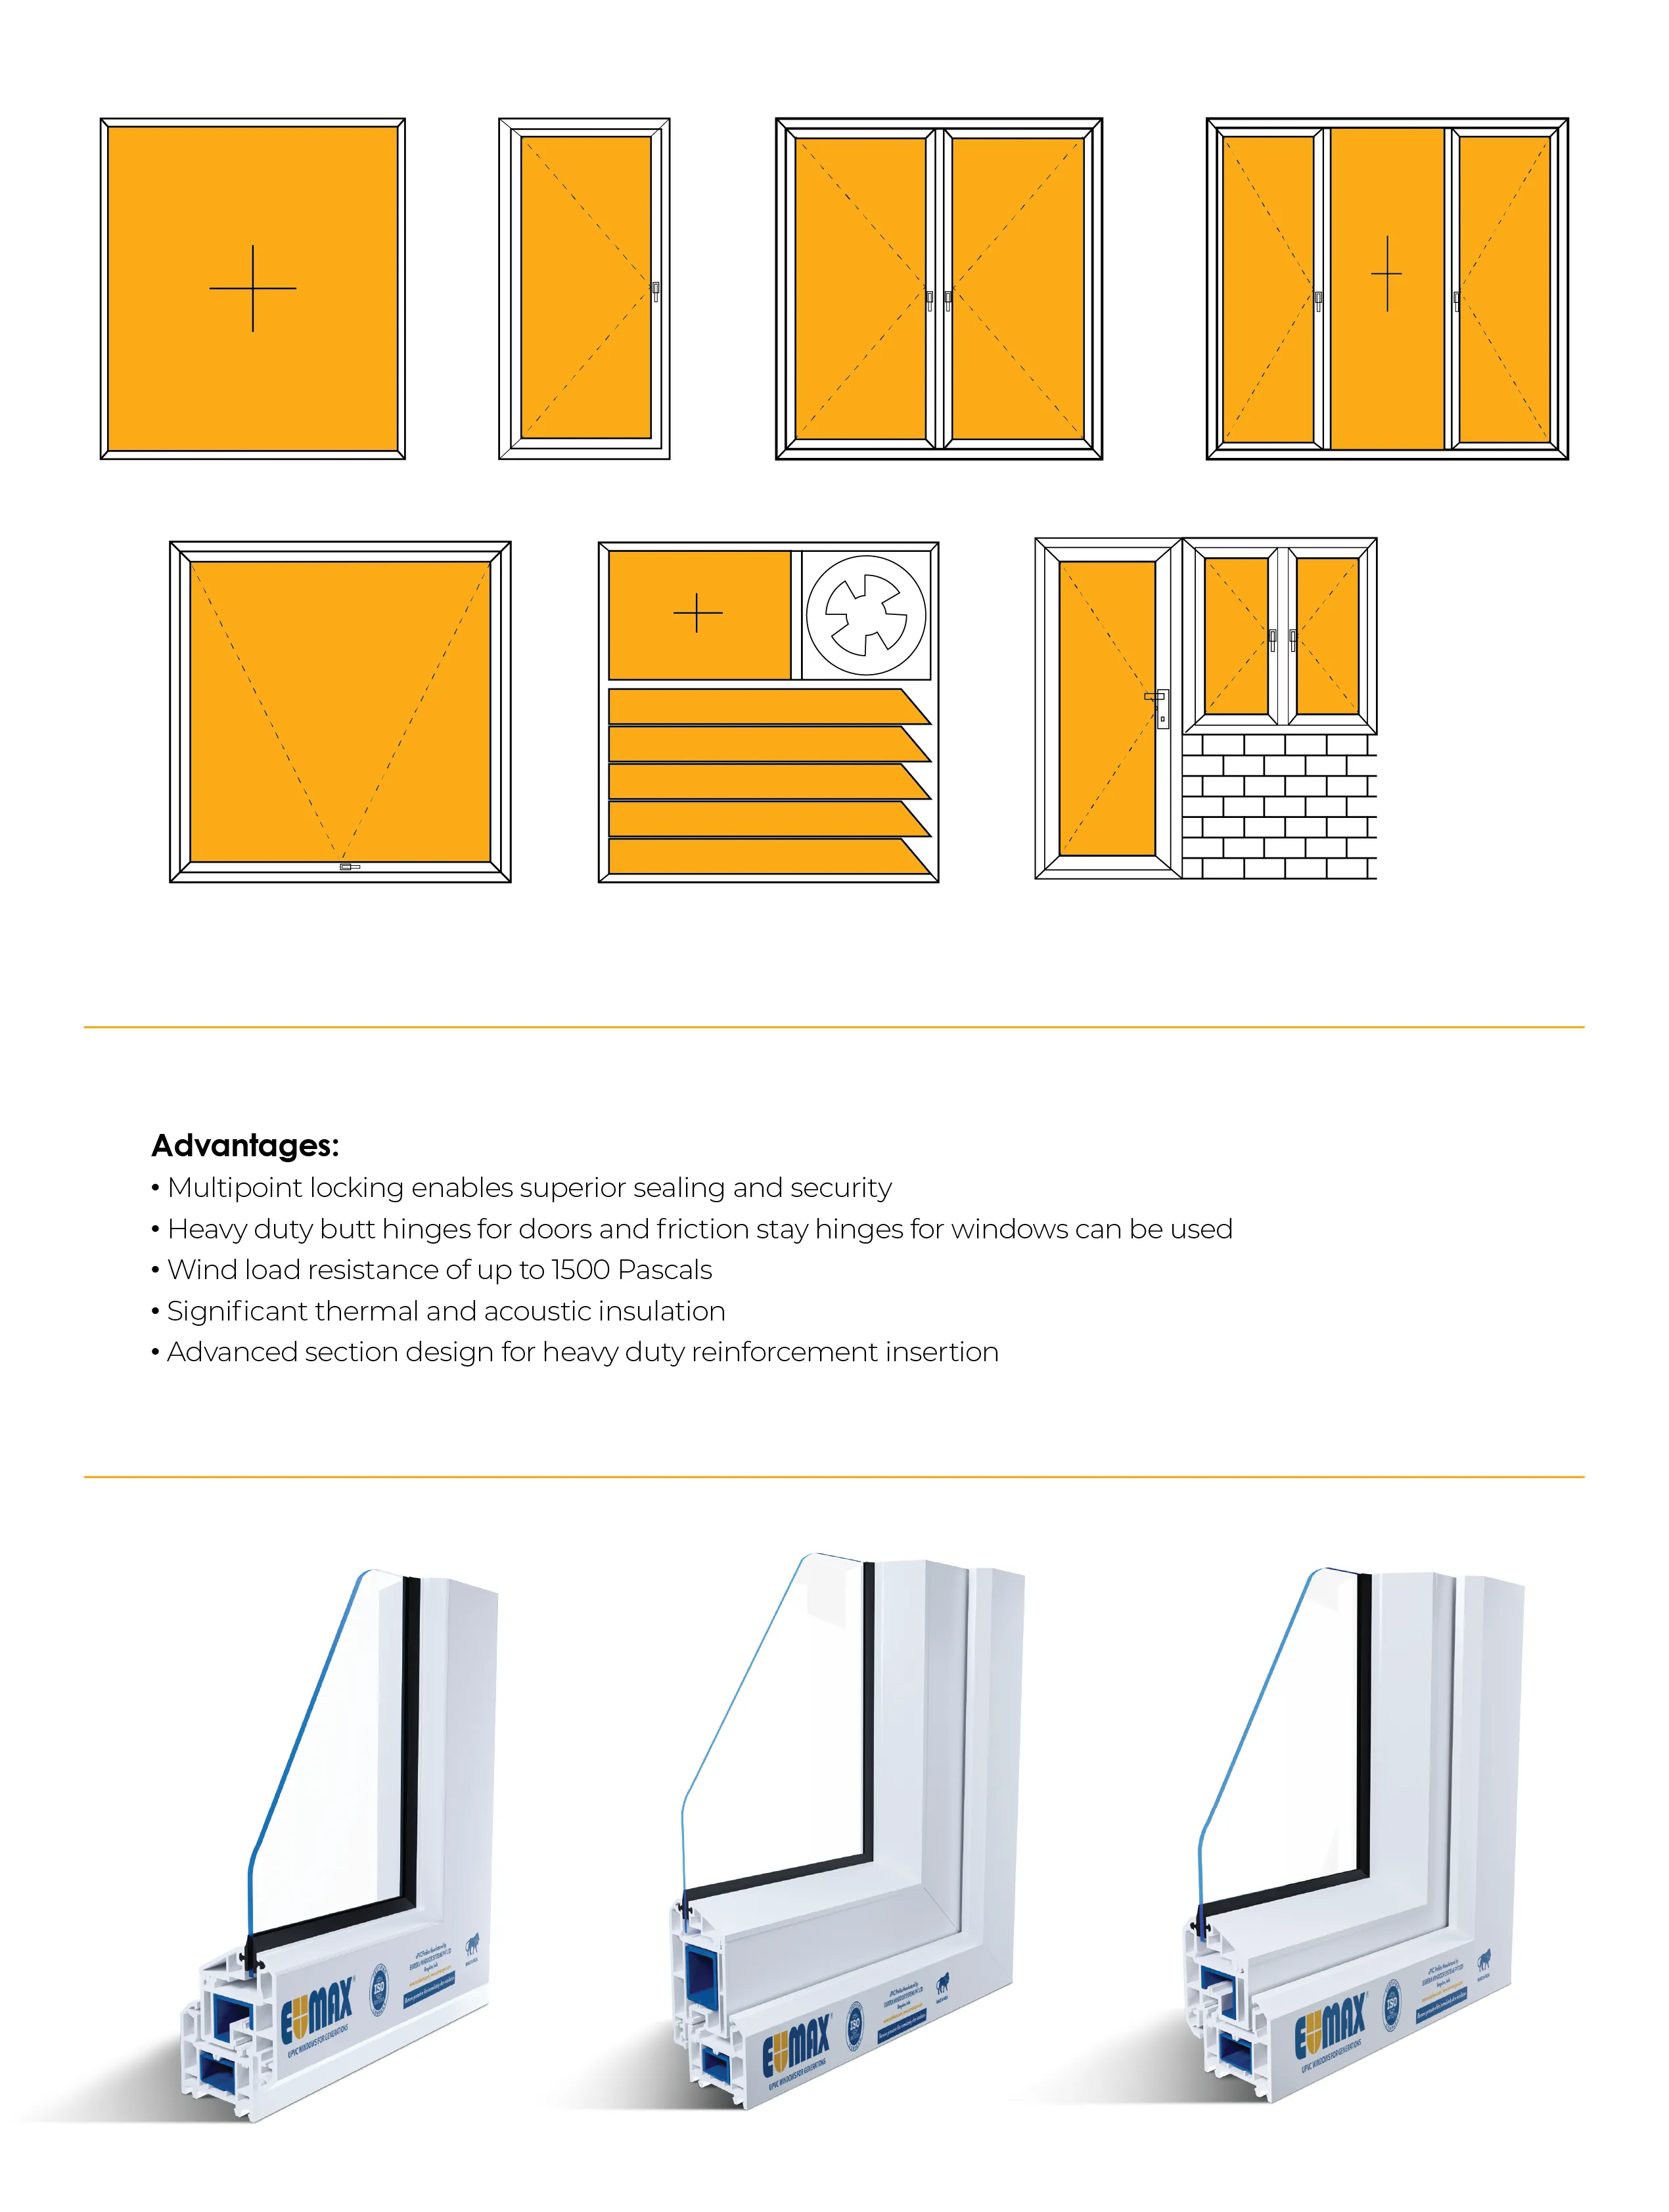 Advantages:
• Multipoint locking enables superior sealing and security
• Heavy duty butt hinges for doors and friction stay hinges for windows can be used
• Wind load resistance of up to 1500 Pascals
• Significant thermal and acoustic insulation
• Advanced section design for heavy duty reinforcement insertion
EUMAX
UPVC WINDOWS FOR GENERATIONS
ISO
EUMAX
UPVC WINDOWS FOR GENERATIONS
ISO
EUMAX
UPVC WINDOWS FOR GENERATIONS
ISO